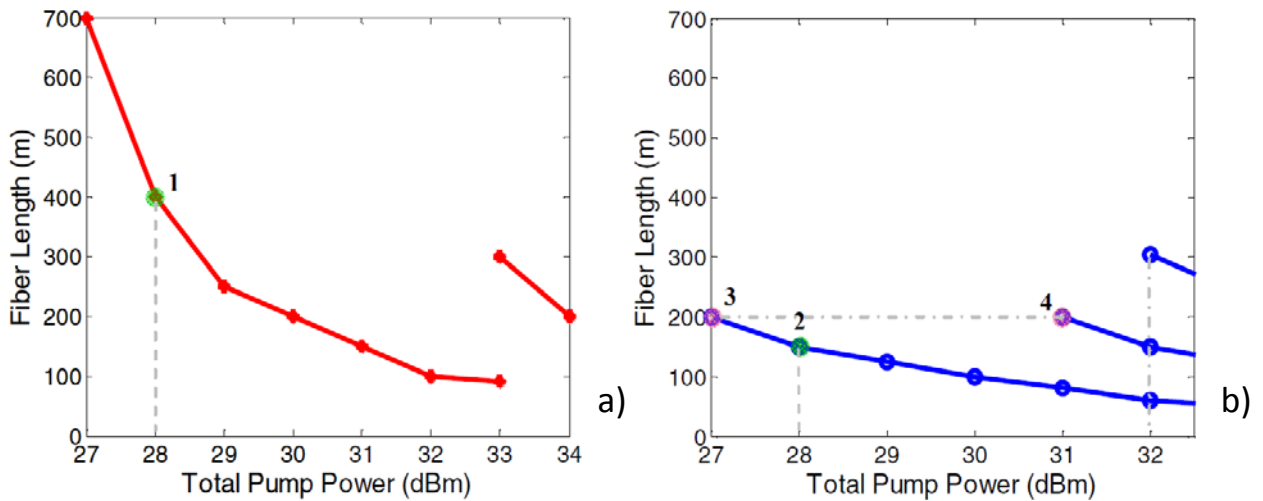 700
600
500
400
300
200
100
0
Fiber Length (m)
1
27 28 29 30 31 32 33 34
Total Pump Power (dBm)
a)
700
600
500
400
300
200
100
0
Fiber Length (m)
3
2
4
27 28 29 30 31 32
Total Pump Power (dBm)
b)